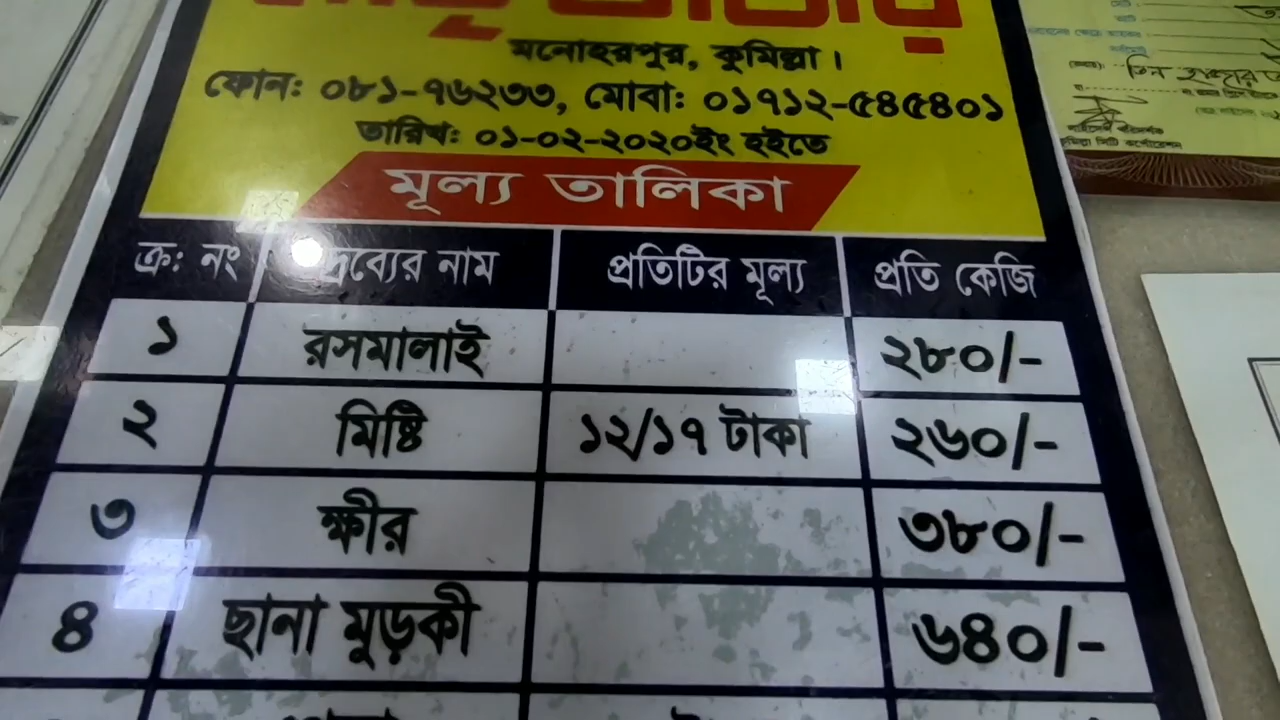 মনোহরপুর, কুমিল্লা।
ফোন: ০৮১-৭৬২৩৩, মোবা: ০১৭১২-৫৪৫৪০১
তারিখ: ০১-০২-২০২০ইং হইতে
মূল্য তালিকা
ক্র: নং দ্রব্যের নাম প্রতিটির মূল্য প্রতি কেজি
১ রসমালাই ২৮০/-
২ মিষ্টি ১২/১৭ টাকা ২৬০/-
৩ ক্ষীর ৩৮০/-
৪ ছানা মুড়কী ৬৪০/-
তিন হাজার